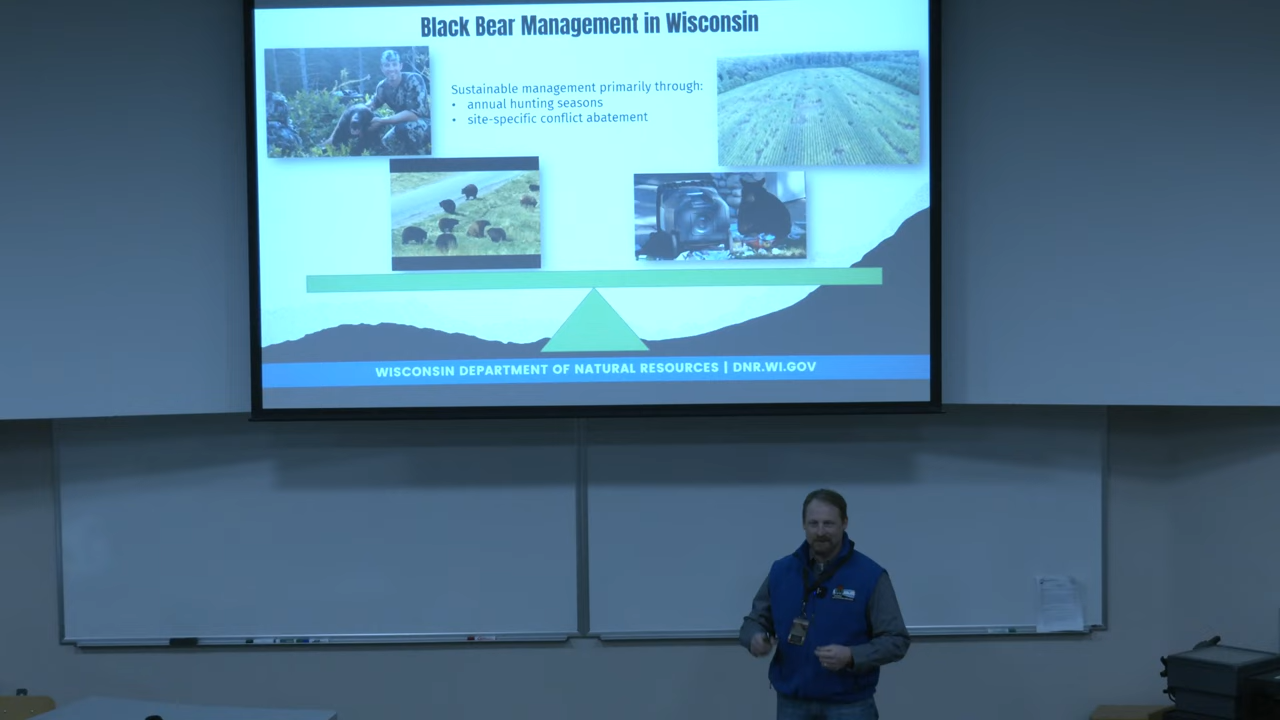 Black Bear Management in Wisconsin
Sustainable management primarily through:
• annual hunting seasons
• site-specific conflict abatement
WISCONSIN DEPARTMENT OF NATURAL RESOURCES | DNR.WI.GOV